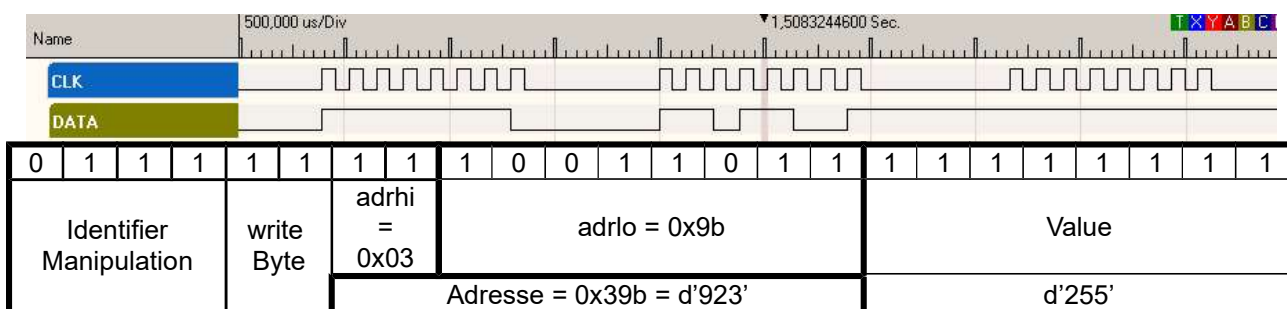 500,000 us/Div 1,5083244600 Sec. T X Y A B C
Name
CLK
DATA
0 1 1 1 1 1 1 1 1 0 0 1 1 0 1 1 1 1 1 1 1 1 1 1
Identifier Manipulation
write Byte
adrhi = 0x03
adrlo = 0x9b
Value
Adresse = 0x39b = d'923'
d'255'